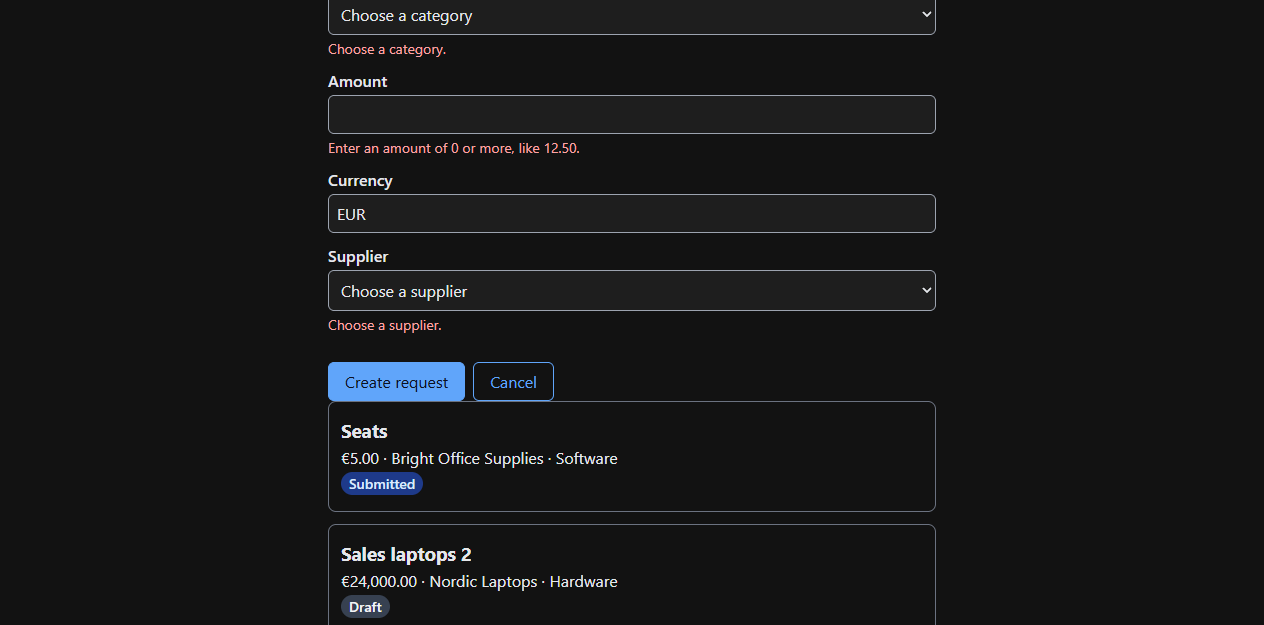 Choose a category
Choose a category.
Amount
Enter an amount of 0 or more, like 12.50.
Currency
EUR
Supplier
Choose a supplier
Choose a supplier.
Create request Cancel
Seats
€5.00 · Bright Office Supplies · Software
Submitted
Sales laptops 2
€24,000.00 · Nordic Laptops · Hardware
Draft